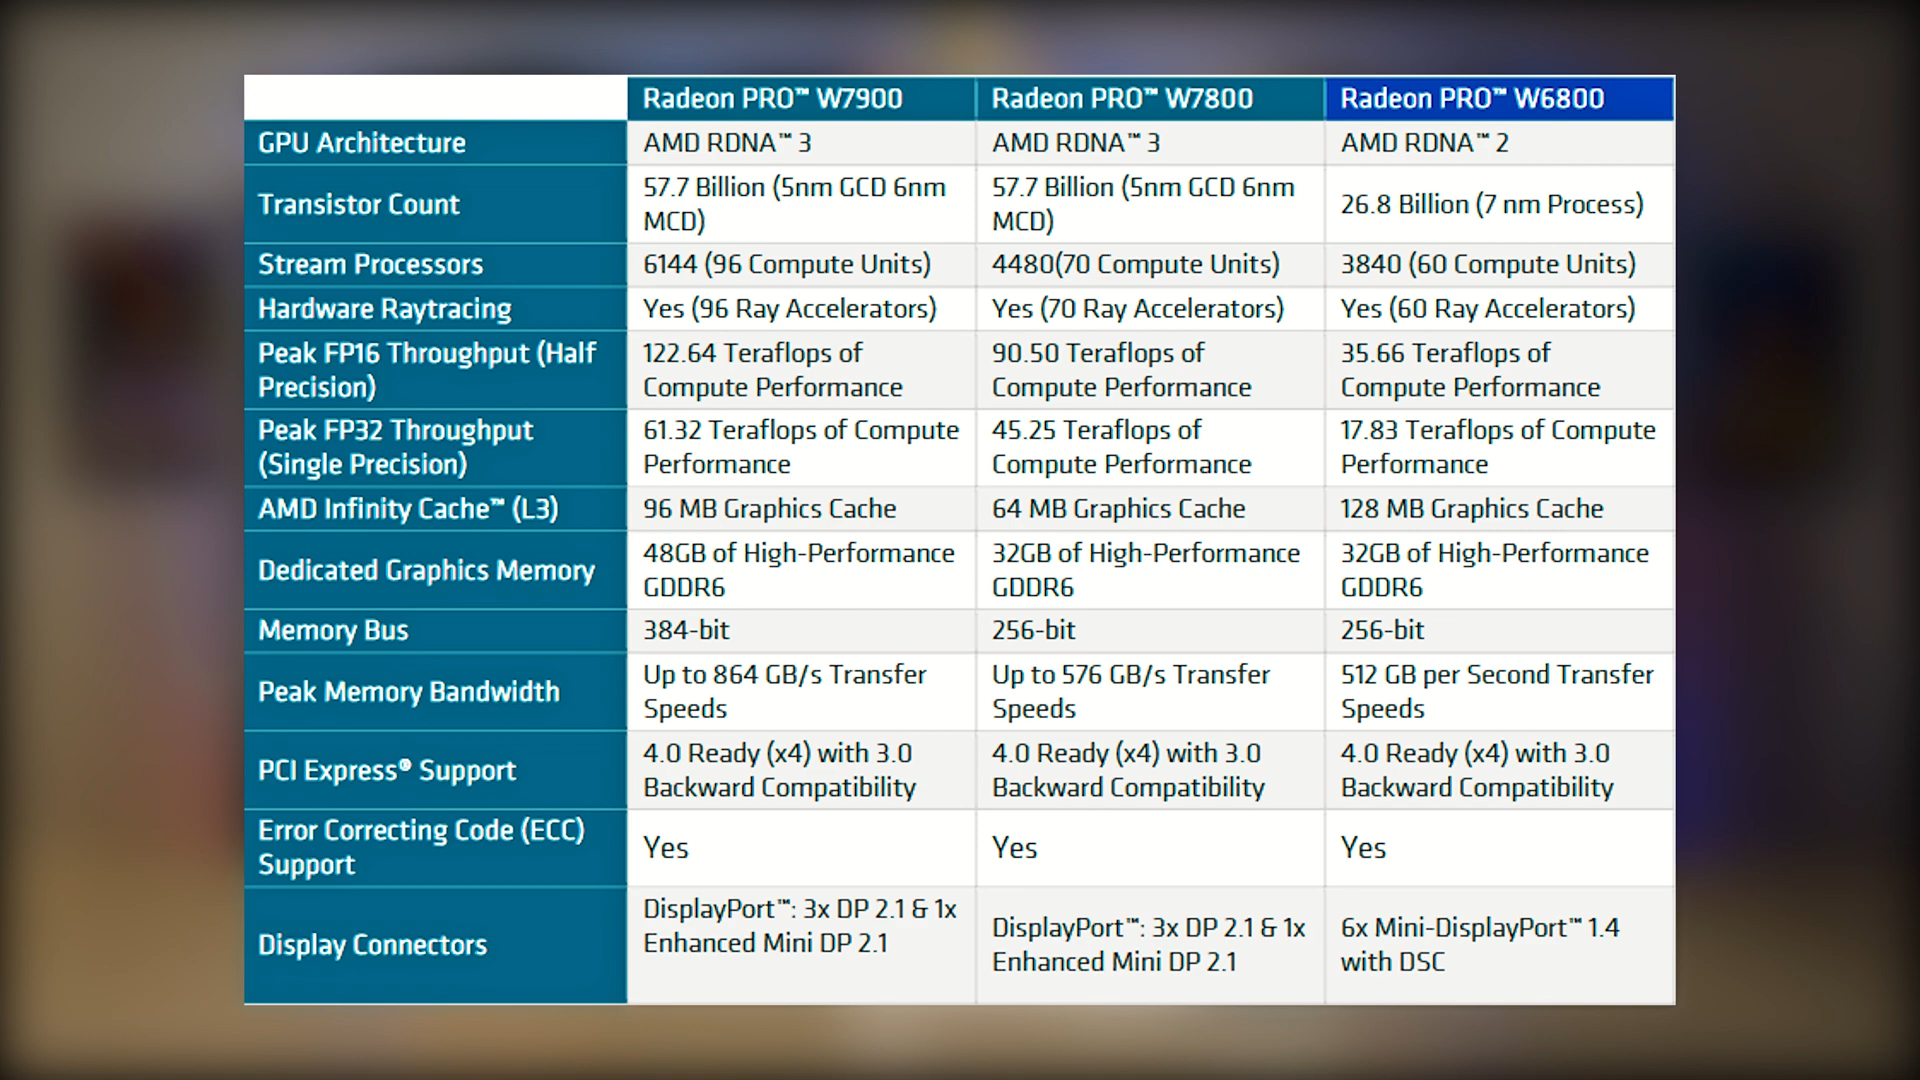 Radeon PRO™ W7900 Radeon PRO™ W7800 Radeon PRO™ W6800
GPU Architecture AMD RDNA™ 3 AMD RDNA™ 3 AMD RDNA™ 2
Transistor Count
57.7 Billion (5nm GCD 6nm
MCD)
57.7 Billion (5nm GCD 6nm
MCD)
26.8 Billion (7 nm Process)
Stream Processors 6144 (96 Compute Units) 4480(70 Compute Units) 3840 (60 Compute Units)
Hardware Raytracing Yes (96 Ray Accelerators) Yes (70 Ray Accelerators) Yes (60 Ray Accelerators)
Peak FP16 Throughput (Half
Precision)
122.64 Teraflops of
Compute Performance
90.50 Teraflops of
Compute Performance
35.66 Teraflops of
Compute Performance
Peak FP32 Throughput
(Single Precision)
61.32 Teraflops of Compute
Performance
45.25 Teraflops of
Compute Performance
17.83 Teraflops of Compute
Performance
AMD Infinity Cache™ (L3) 96 MB Graphics Cache 64 MB Graphics Cache 128 MB Graphics Cache
Dedicated Graphics Memory
48GB of High-Performance
GDDR6
32GB of High-Performance
GDDR6
32GB of High-Performance
GDDR6
Memory Bus 384-bit 256-bit 256-bit
Peak Memory Bandwidth
Up to 864 GB/s Transfer
Speeds
Up to 576 GB/s Transfer
Speeds
512 GB per Second Transfer
Speeds
PCI Express® Support
4.0 Ready (x4) with 3.0
Backward Compatibility
4.0 Ready (x4) with 3.0
Backward Compatibility
4.0 Ready (x4) with 3.0
Backward Compatibility
Error Correcting Code (ECC)
Support
Yes Yes Yes
Display Connectors
DisplayPort™: 3x DP 2.1 & 1x
Enhanced Mini DP 2.1
DisplayPort™: 3x DP 2.1 & 1x
Enhanced Mini DP 2.1
6x Mini-DisplayPort™ 1.4
with DSC